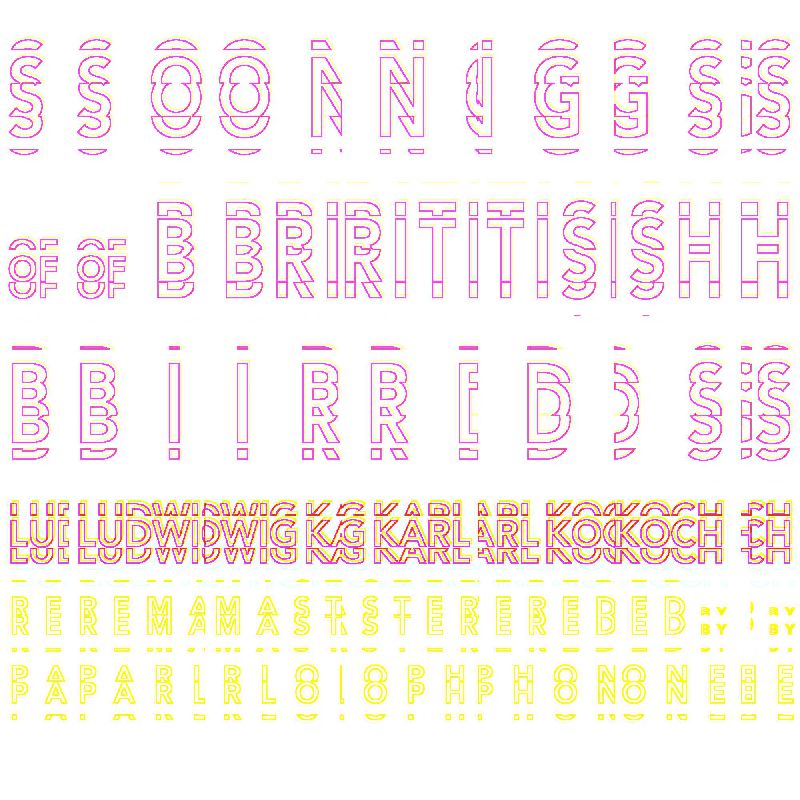 SONGS
OF BRITISH
BIRDS
LUDWIG KARL KOCH
REMASTERED BY
PARLOPHONE